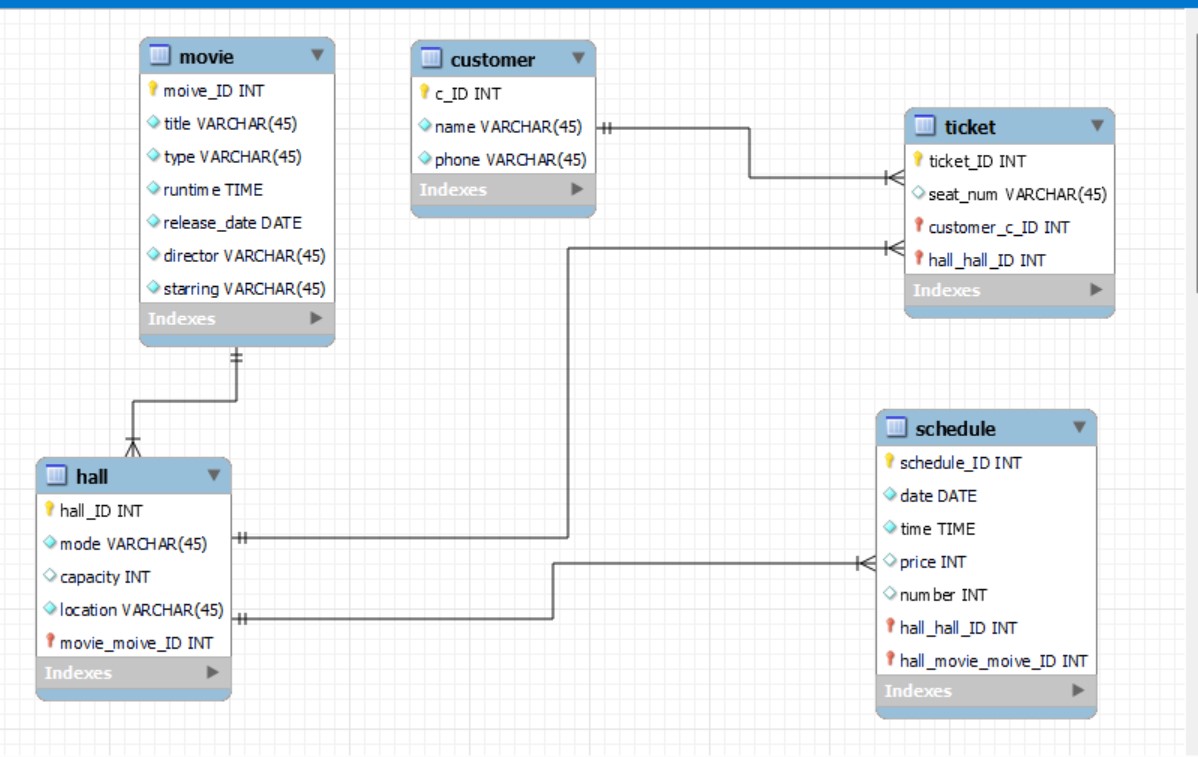 movie
moive_ID INT
title VARCHAR(45)
type VARCHAR(45)
runtime TIME
release_date DATE
director VARCHAR(45)
starring VARCHAR(45)
Indexes
customer
c_ID INT
name VARCHAR(45)
phone VARCHAR(45)
Indexes
ticket
ticket_ID INT
seat_num VARCHAR(45)
customer_c_ID INT
hall_hall_ID INT
Indexes
hall
hall_ID INT
mode VARCHAR(45)
capacity INT
location VARCHAR(45)
movie_moive_ID INT
Indexes
schedule
schedule_ID INT
date DATE
time TIME
price INT
number INT
hall_hall_ID INT
hall_movie_moive_ID INT
Indexes